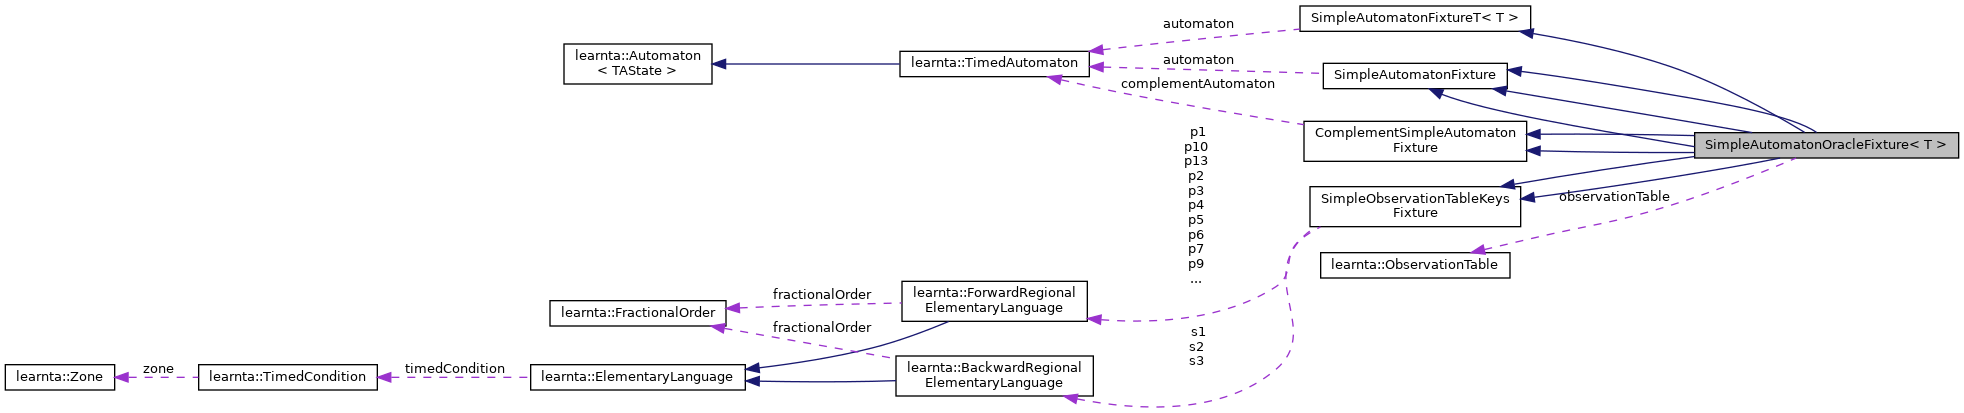 SimpleAutomatonFixtureT< T >
automaton
learnta::Automaton
< TAState >
learnta::TimedAutomaton
automaton
SimpleAutomatonFixture
complementAutomaton
ComplementSimpleAutomaton
Fixture
SimpleAutomatonOracleFixture< T >
p1
p10
p13
p2
p3
p4
p5
p6
p7
p9
...
SimpleObservationTableKeys
Fixture
observationTable
learnta::ObservationTable
learnta::ForwardRegional
ElementaryLanguage
fractionalOrder
learnta::FractionalOrder
fractionalOrder
s1
s2
s3
learnta::BackwardRegional
ElementaryLanguage
learnta::Zone
zone
learnta::TimedCondition
timedCondition
learnta::ElementaryLanguage